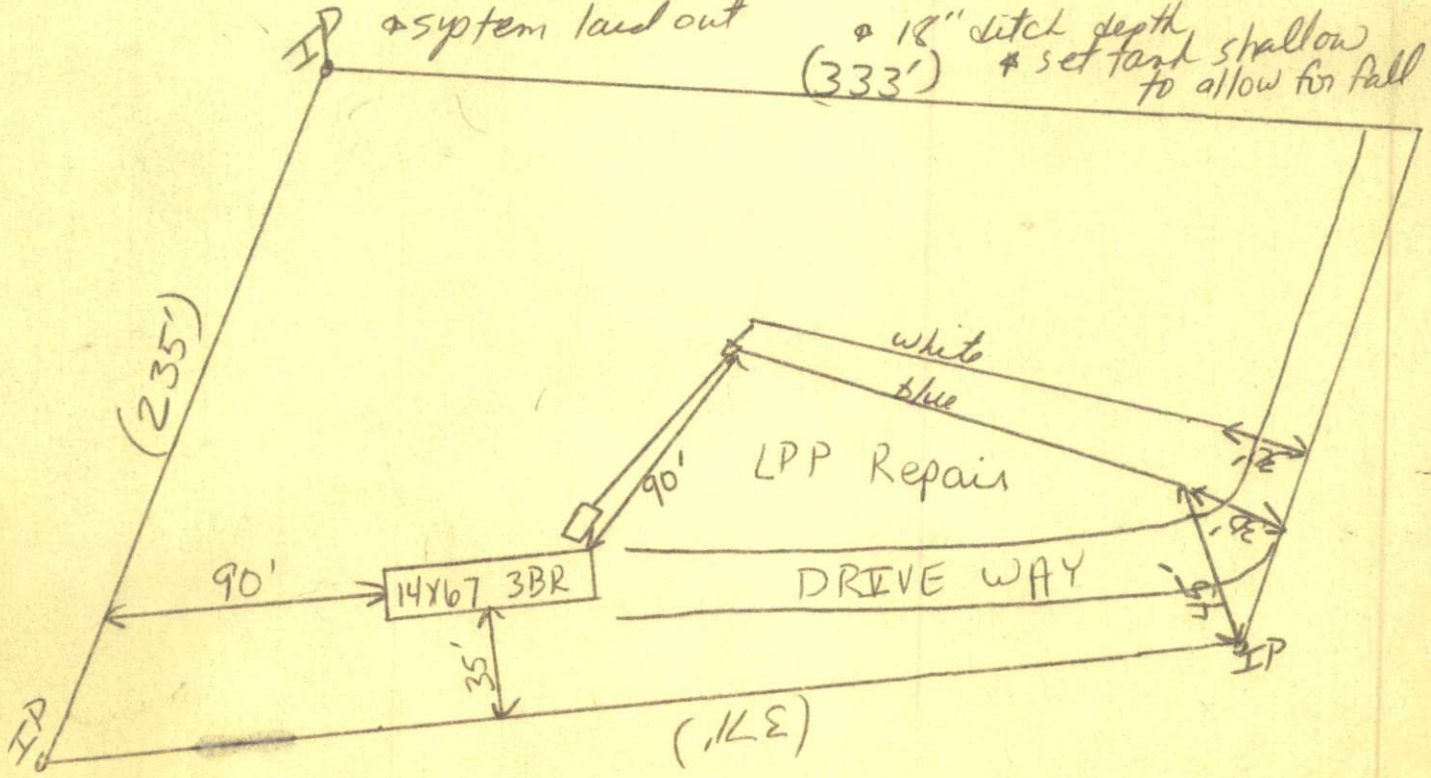 IP
*system laid out
• 18" ditch depth
(333')
* set tank shallow
to allow for fall
(235')
white
blue
90'
LPP Repair
90'
14X67 3BR
DRIVE WAY
35'
IP
IP
(371')